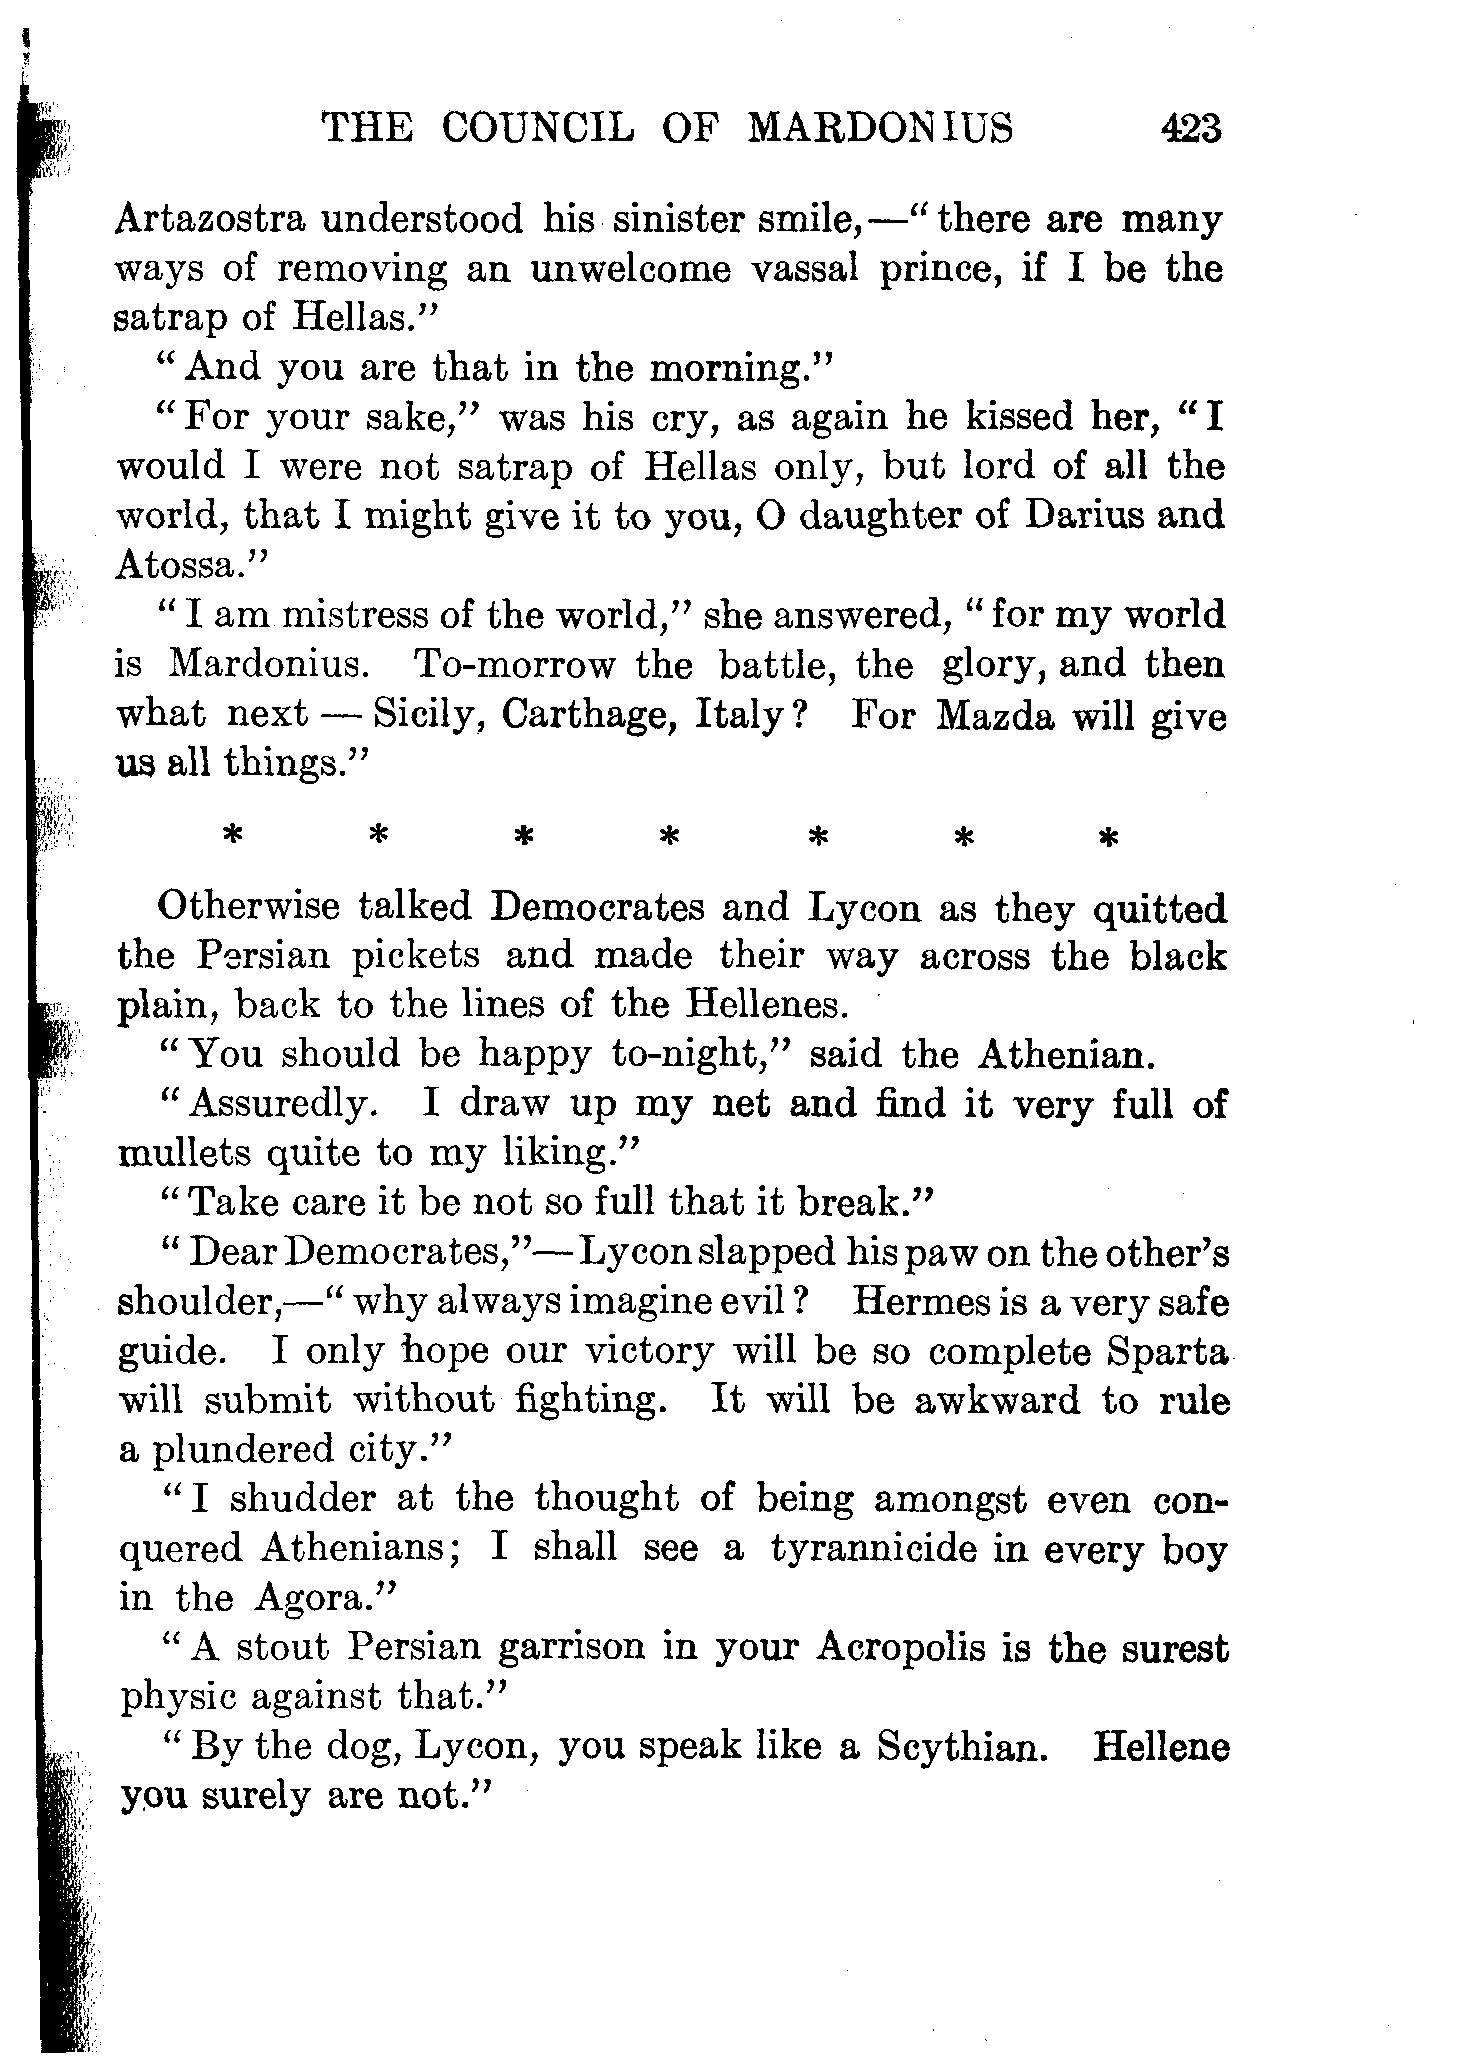 THE COUNCIL OF MARDONIUS 423
Artazostra understood his sinister smile,—“there are many
ways of removing an unwelcome vassal prince, if I be the
satrap of Hellas.”
“And you are that in the morning.”
“For your sake,” was his cry, as again he kissed her, “I
would I were not satrap of Hellas only, but lord of all the
world, that I might give it to you, O daughter of Darius and
Atossa.”
“I am mistress of the world,” she answered, “for my world
is Mardonius. To-morrow the battle, the glory, and then
what next — Sicily, Carthage, Italy? For Mazda will give
us all things.”
* * * * * * *
Otherwise talked Democrates and Lycon as they quitted
the Persian pickets and made their way across the black
plain, back to the lines of the Hellenes.
“You should be happy to-night,” said the Athenian.
“Assuredly. I draw up my net and find it very full of
mullets quite to my liking.”
“Take care it be not so full that it break.”
“Dear Democrates,”—Lycon slapped his paw on the other’s
shoulder,—“why always imagine evil? Hermes is a very safe
guide. I only hope our victory will be so complete Sparta
will submit without fighting. It will be awkward to rule
a plundered city.”
“I shudder at the thought of being amongst even con-
quered Athenians; I shall see a tyrannicide in every boy
in the Agora.”
“A stout Persian garrison in your Acropolis is the surest
physic against that.”
“By the dog, Lycon, you speak like a Scythian. Hellene
you surely are not.”